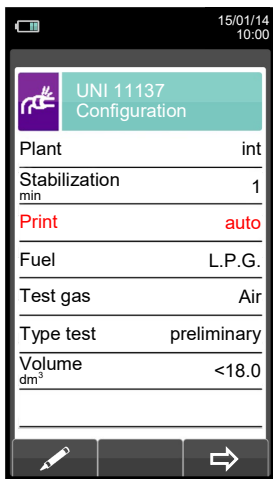 15/01/14
10:00
UNI 11137
Configuration
Plant int
Stabilization 1
min
Print auto
Fuel L.P.G.
Test gas Air
Type test preliminary
Volume <18.0
dm³